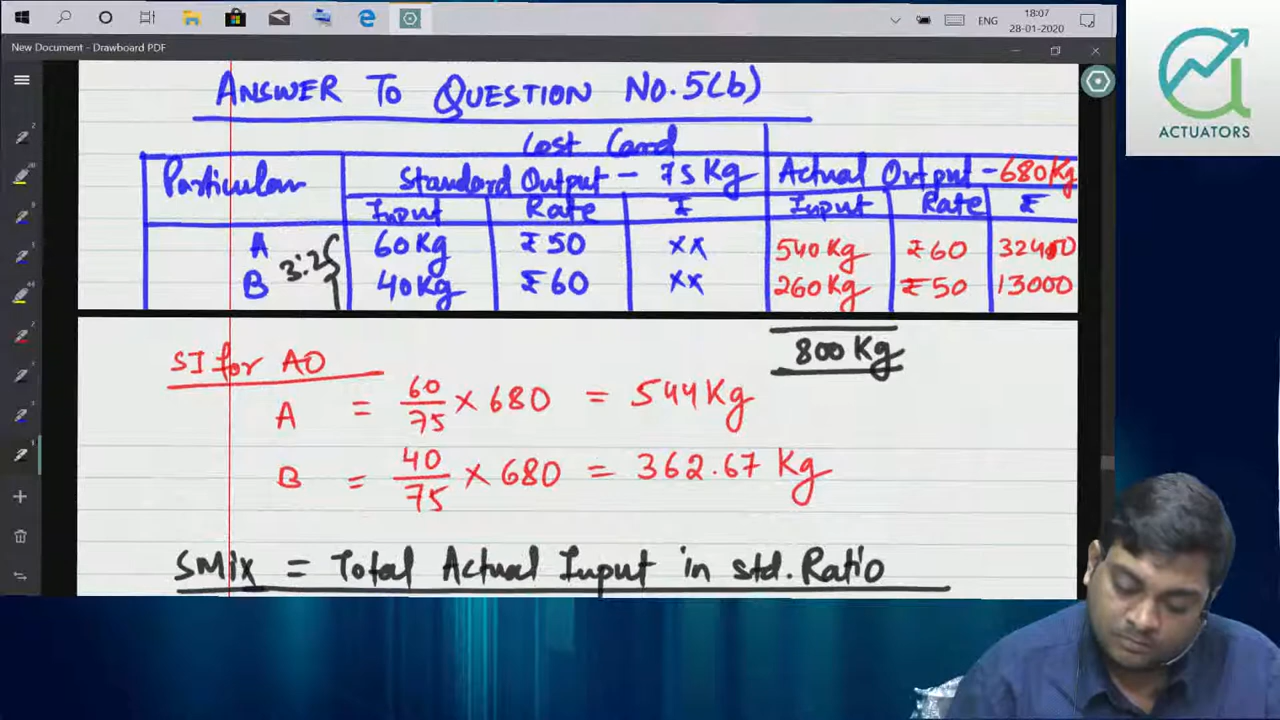 18:07
ENG
28-01-2020
New Document - Drawboard PDF
ACTUATORS
ANSWER TO QUESTION NO.5(b)
Cost Card
Particular Standard Output - 75 Kg Actual Output - 680 Kg
Input Rate ₹ Input Rate ₹
A 60 Kg ₹ 50 xx 540 Kg ₹ 60 32400
3:2
B 40 Kg ₹ 60 xx 260 Kg ₹ 50 13000
800 Kg
SI for AO
A = 60/75 × 680 = 544 Kg
B = 40/75 × 680 = 362.67 Kg
SMix = Total Actual Input in std. Ratio